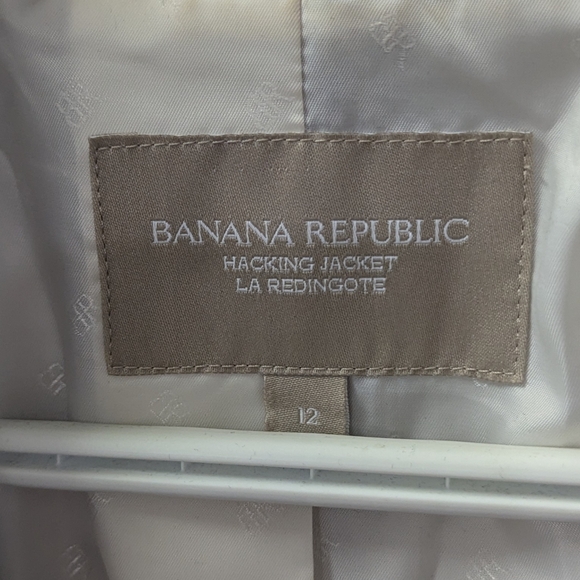 BANANA REPUBLIC
HACKING JACKET
LA REDINGOTE
12